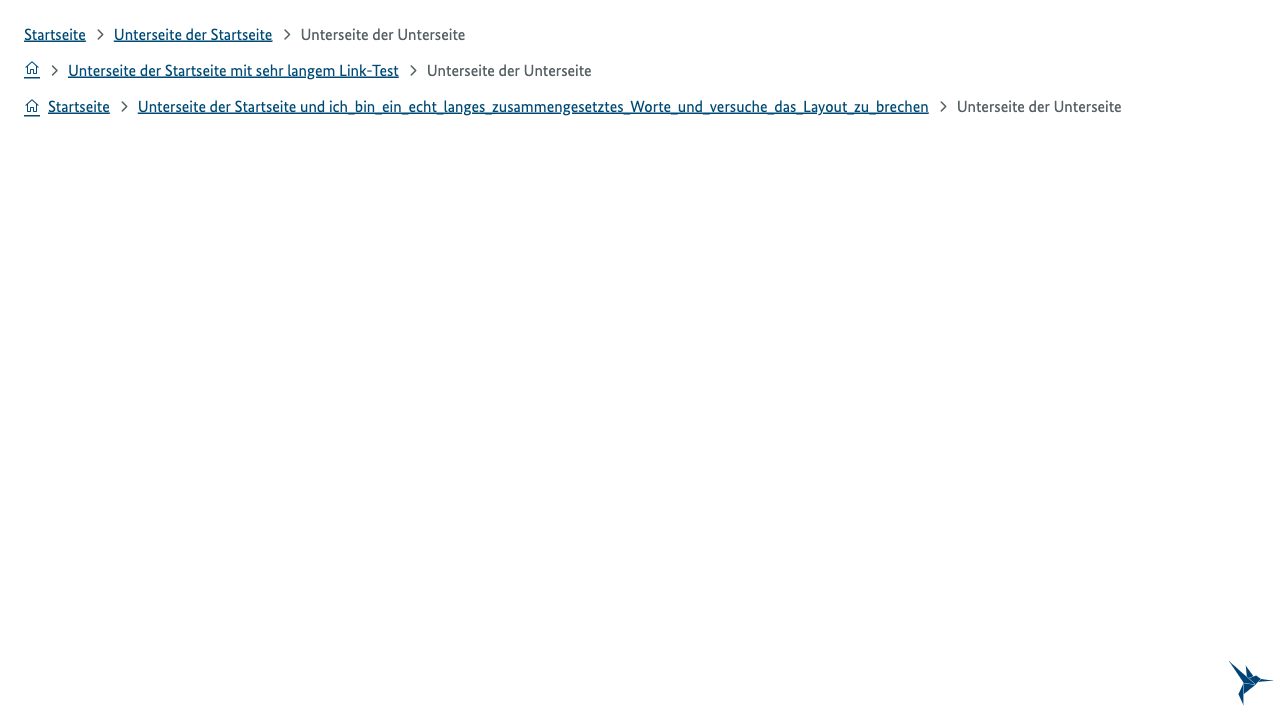 Startseite > Unterseite der Startseite > Unterseite der Unterseite
> Unterseite der Startseite mit sehr langem Link-Test > Unterseite der Unterseite
Startseite > Unterseite der Startseite und ich_bin_ein_echt_langes_zusammengesetztes_Worte_und_versuche_das_Layout_zu_brechen > Unterseite der Unterseite